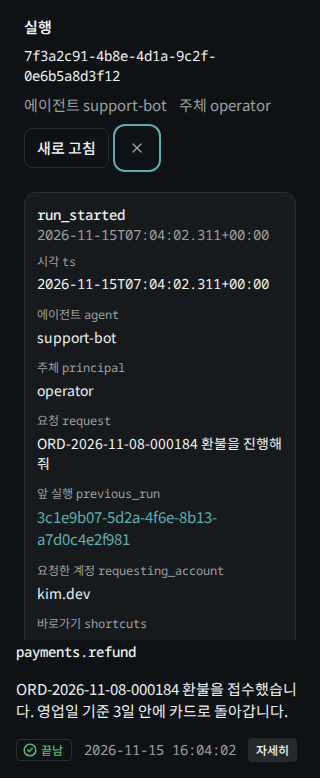 실행
7f3a2c91-4b8e-4d1a-9c2f-
0e6b5a8d3f12
에이전트 support-bot 주체 operator
새로 고침
run_started
2026-11-15T07:04:02.311+00:00
시각 ts
2026-11-15T07:04:02.311+00:00
에이전트 agent
support-bot
주체 principal
operator
요청 request
ORD-2026-11-08-000184 환불을 진행해
줘
앞 실행 previous_run
3c1e9b07-5d2a-4f6e-8b13-
a7d0c4e2f981
요청한 계정 requesting_account
kim.dev
바로가기 shortcuts
payments.refund
ORD-2026-11-08-000184 환불을 접수했습니
다. 영업일 기준 3일 안에 카드로 돌아갑니다.
끝남 2026-11-15 16:04:02 자세히